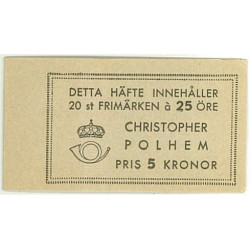 DETTA HÄFTE INNEHÅLLER
20 st FRIMÄRKEN à 25 ÖRE
CHRISTOPHER
POLHEM
PRIS 5 KRONOR